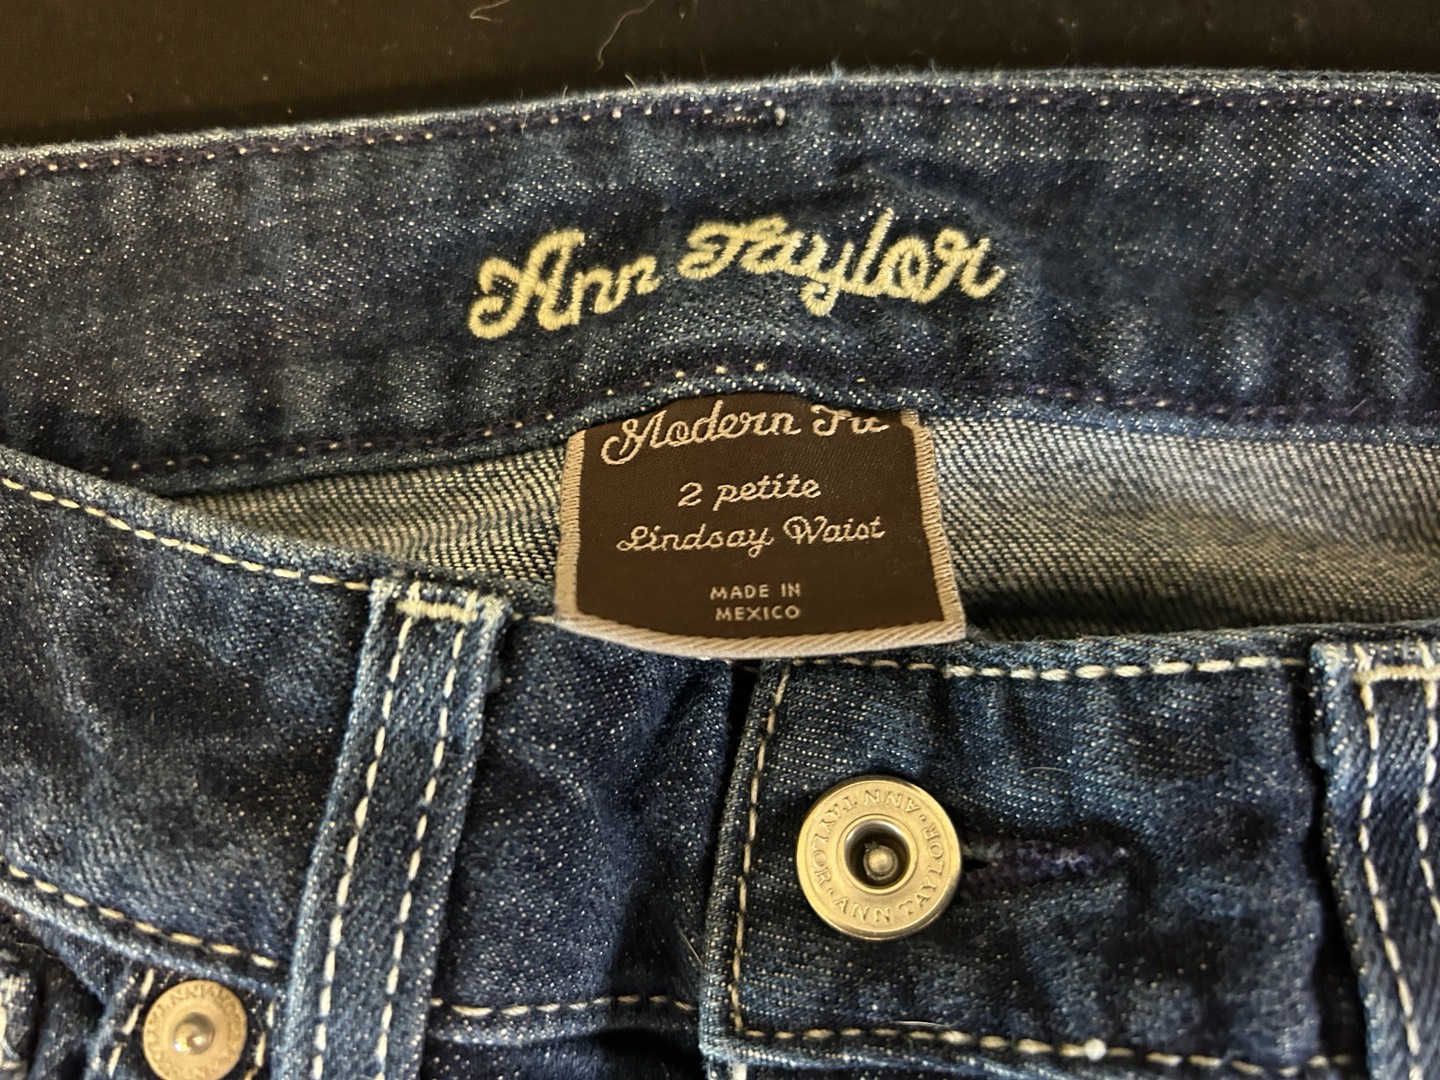 Ann Taylor
Modern Fit
2 petite
Lindsay Waist
MADE IN
MEXICO
ANN TAYLOR · ANN TAYLOR ·